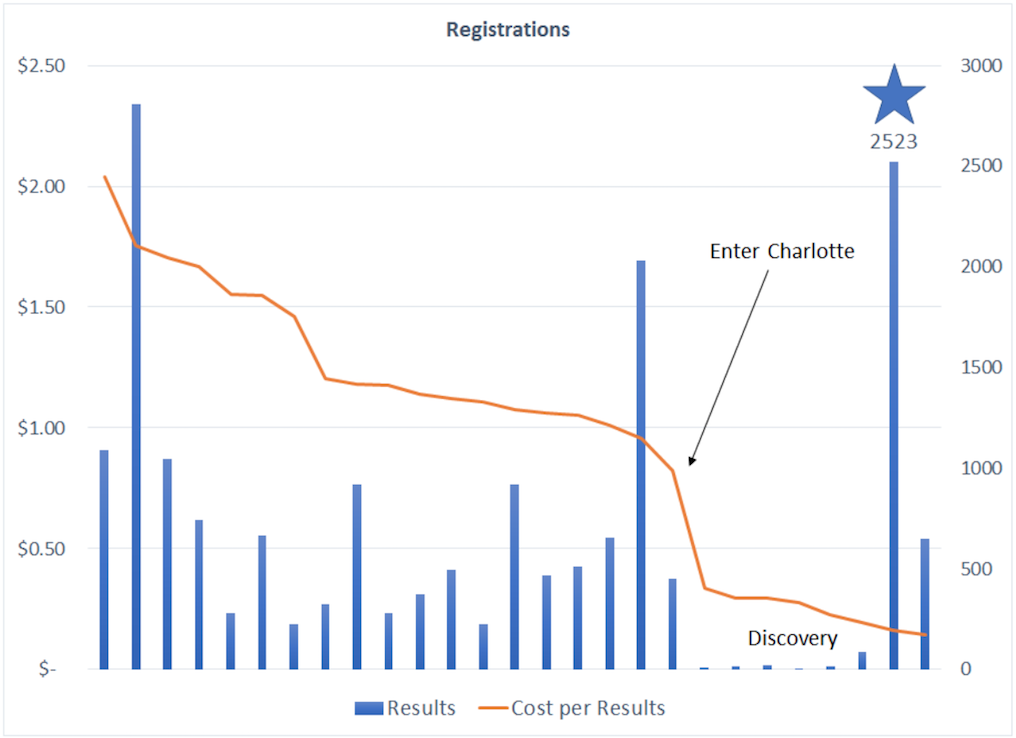 Registrations
$2.50
$2.00
$1.50
$1.00
$0.50
$-
3000
2500
2000
1500
1000
500
0
2523
Enter Charlotte
Discovery
Results
Cost per Results